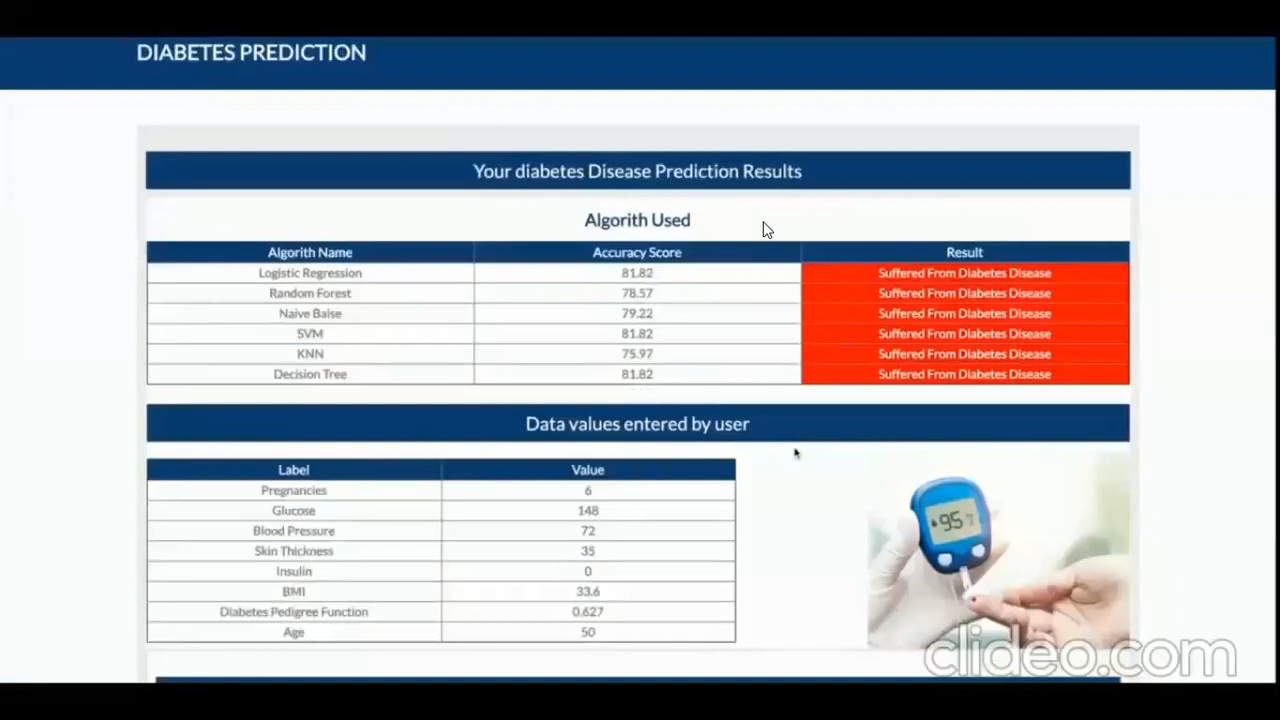 DIABETES PREDICTION
Your diabetes Disease Prediction Results
Algorith Used
Algorith Name Accuracy Score Result
Logistic Regression 81.82 Suffered From Diabetes Disease
Random Forest 78.57 Suffered From Diabetes Disease
Naive Baise 79.22 Suffered From Diabetes Disease
SVM 81.82 Suffered From Diabetes Disease
KNN 75.97 Suffered From Diabetes Disease
Decision Tree 81.82 Suffered From Diabetes Disease
Data values entered by user
Label Value
Pregnancies 6
Glucose 148
Blood Pressure 72
Skin Thickness 35
Insulin 0
BMI 33.6
Diabetes Pedigree Function 0.627
Age 50
95
clideo.com